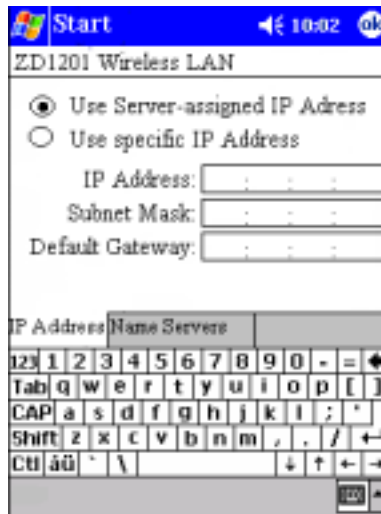 Start 10:02 ok
ZD1201 Wireless LAN
Use Server-assigned IP Adress
Use specific IP Address
IP Address: . . .
Subnet Mask: . . .
Default Gateway: . . .
IP Address Name Servers
123 1 2 3 4 5 6 7 8 9 0 - =
Tab q w e r t y u i o p [ ]
CAP a s d f g h j k l ; '
Shift z x c v b n m , . /
Ctl áü ` \